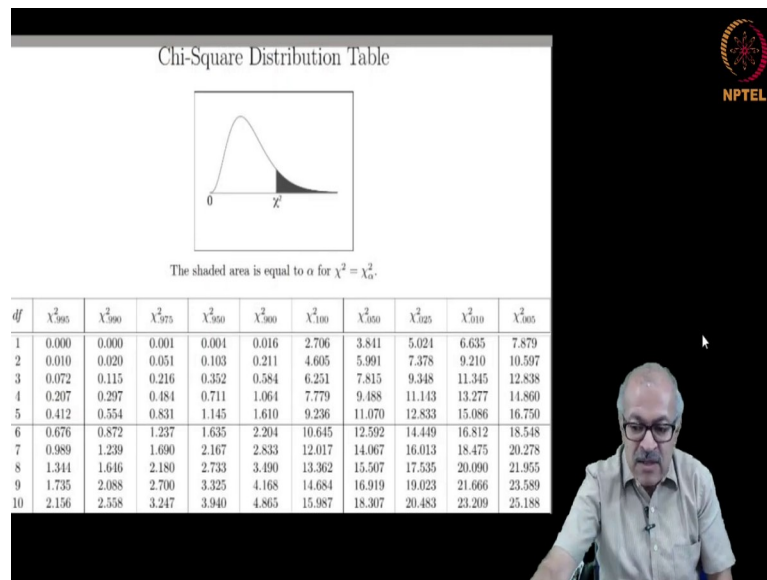 Chi-Square Distribution Table
NPTEL
0 χ²
The shaded area is equal to α for χ² = χ²α.
df χ².995 χ².990 χ².975 χ².950 χ².900 χ².100 χ².050 χ².025 χ².010 χ².005
1 0.000 0.000 0.001 0.004 0.016 2.706 3.841 5.024 6.635 7.879
2 0.010 0.020 0.051 0.103 0.211 4.605 5.991 7.378 9.210 10.597
3 0.072 0.115 0.216 0.352 0.584 6.251 7.815 9.348 11.345 12.838
4 0.207 0.297 0.484 0.711 1.064 7.779 9.488 11.143 13.277 14.860
5 0.412 0.554 0.831 1.145 1.610 9.236 11.070 12.833 15.086 16.750
6 0.676 0.872 1.237 1.635 2.204 10.645 12.592 14.449 16.812 18.548
7 0.989 1.239 1.690 2.167 2.833 12.017 14.067 16.013 18.475 20.278
8 1.344 1.646 2.180 2.733 3.490 13.362 15.507 17.535 20.090 21.955
9 1.735 2.088 2.700 3.325 4.168 14.684 16.919 19.023 21.666 23.589
10 2.156 2.558 3.247 3.940 4.865 15.987 18.307 20.483 23.209 25.188